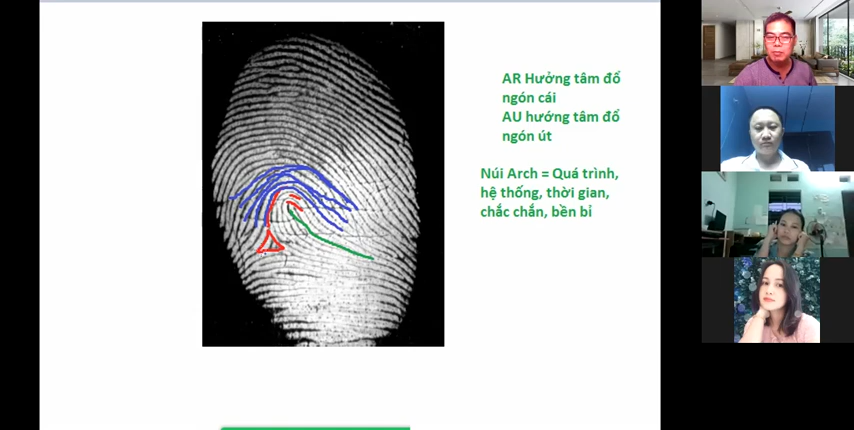 AR Hưởng tâm đổ
ngón cái
AU hướng tâm đổ
ngón út
Núi Arch = Quá trình,
hệ thống, thời gian,
chắc chắn, bền bỉ